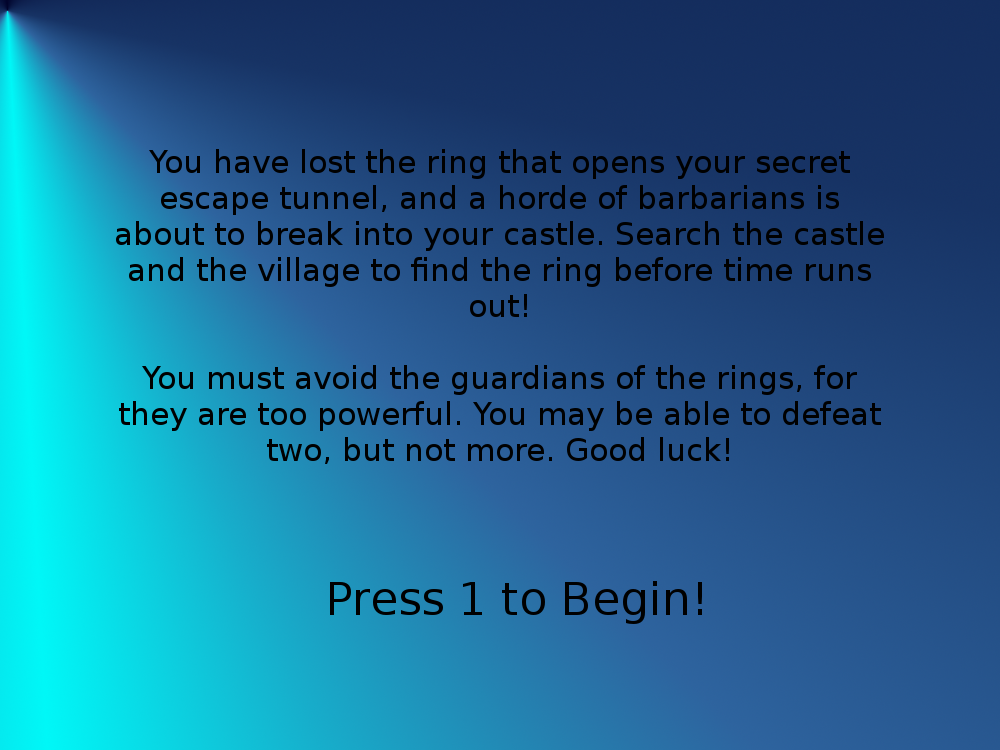 You have lost the ring that opens your secret
escape tunnel, and a horde of barbarians is
about to break into your castle. Search the castle
and the village to find the ring before time runs
out!
You must avoid the guardians of the rings, for
they are too powerful. You may be able to defeat
two, but not more. Good luck!
Press 1 to Begin!